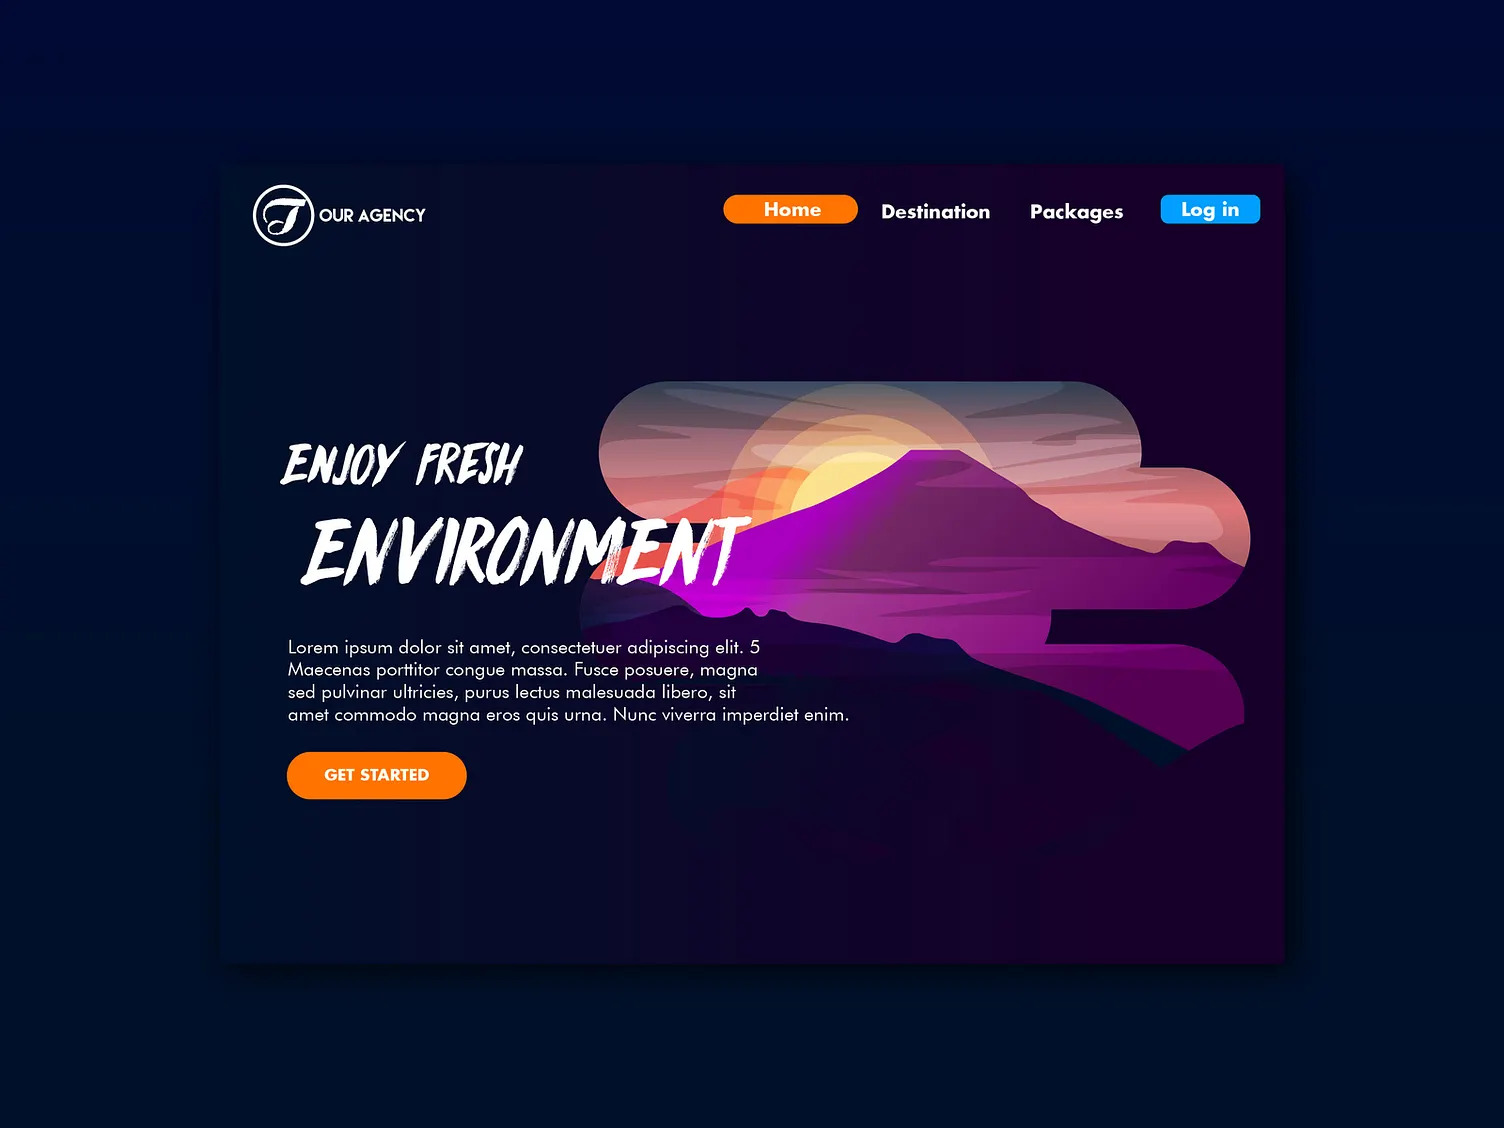 T OUR AGENCY
Home Destination Packages Log in
ENJOY FRESH
ENVIRONMENT
Lorem ipsum dolor sit amet, consectetuer adipiscing elit. 5
Maecenas porttitor congue massa. Fusce posuere, magna
sed pulvinar ultricies, purus lectus malesuada libero, sit
amet commodo magna eros quis urna. Nunc viverra imperdiet enim.
GET STARTED